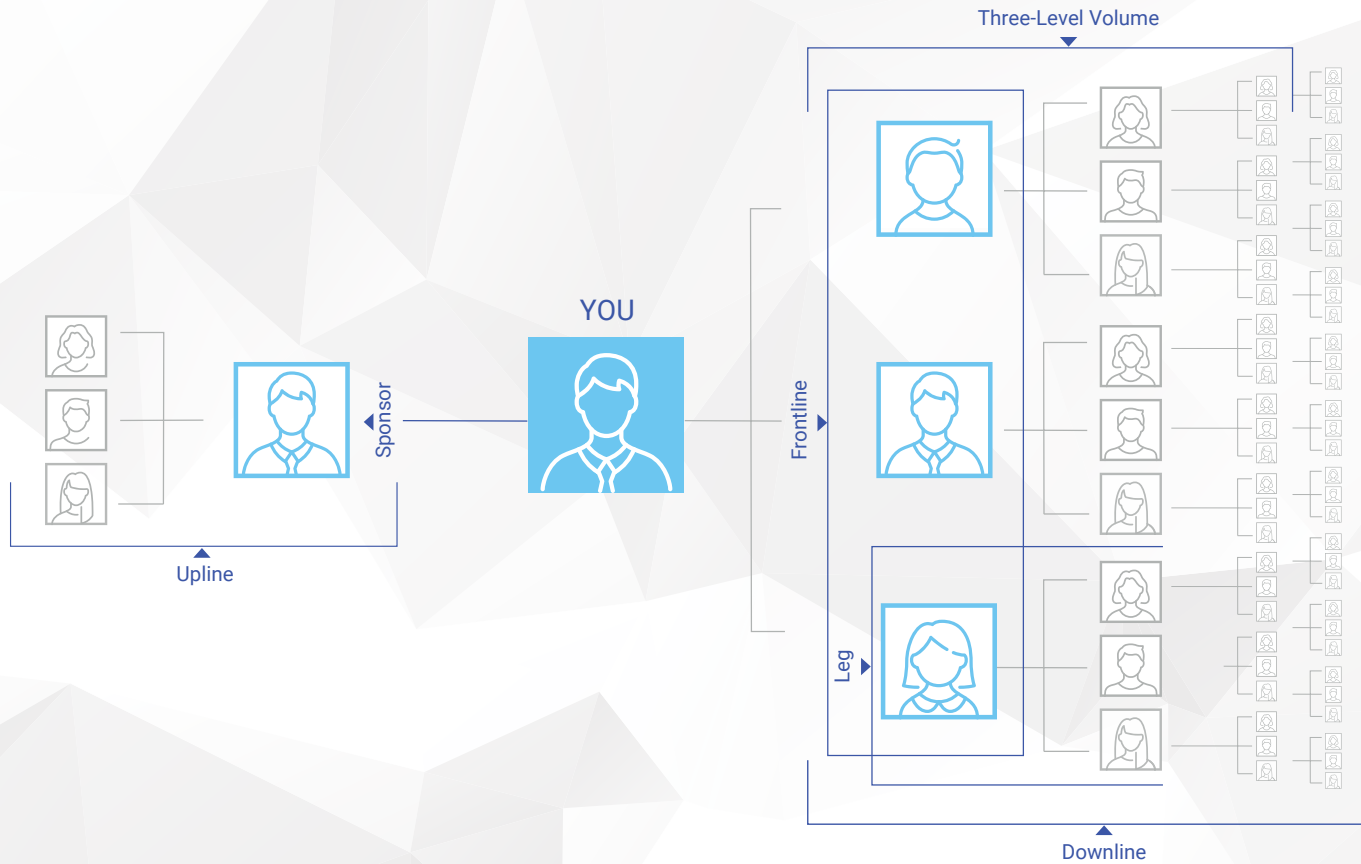 Three-Level Volume
YOU
Sponsor
Upline
Frontline
Leg
Downline